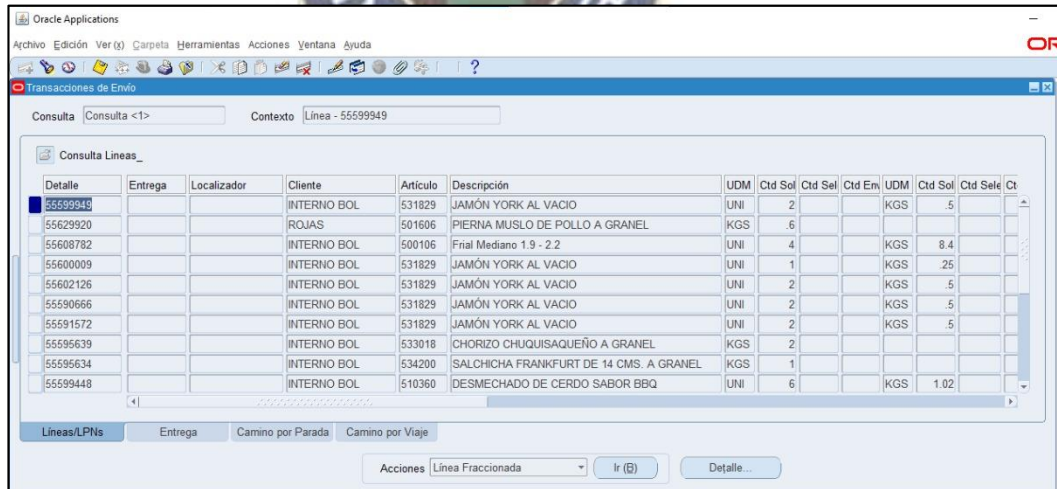 Oracle Applications
Archivo Edición Ver(x) Carpeta Herramientas Acciones Ventana Ayuda
?
Transacciones de Envío
Consulta Consulta <1> Contexto Línea - 55599949
Consulta Lineas_
Detalle Entrega Localizador Cliente Artículo Descripción UDM Ctd Sol Ctd Sel Ctd Env UDM Ctd Sol Ctd Sele Ct
55599949 INTERNO BOL 531829 JAMÓN YORK AL VACIO UNI 2 KGS .5
55629920 ROJAS 501606 PIERNA MUSLO DE POLLO A GRANEL KGS .6
55608782 INTERNO BOL 500106 Frial Mediano 1.9 - 2.2 UNI 4 KGS 8.4
55600009 INTERNO BOL 531829 JAMÓN YORK AL VACIO UNI 1 KGS .25
55602126 INTERNO BOL 531829 JAMÓN YORK AL VACIO UNI 2 KGS .5
55590666 INTERNO BOL 531829 JAMÓN YORK AL VACIO UNI 2 KGS .5
55591572 INTERNO BOL 531829 JAMÓN YORK AL VACIO UNI 2 KGS .5
55595639 INTERNO BOL 533018 CHORIZO CHUQUISAQUEÑO A GRANEL KGS 2
55595634 INTERNO BOL 534200 SALCHICHA FRANKFURT DE 14 CMS. A GRANEL KGS 1
55599448 INTERNO BOL 510360 DESMECHADO DE CERDO SABOR BBQ UNI 6 KGS 1.02
Líneas/LPNs Entrega Camino por Parada Camino por Viaje
Acciones Línea Fraccionada Ir (B) Detalle...